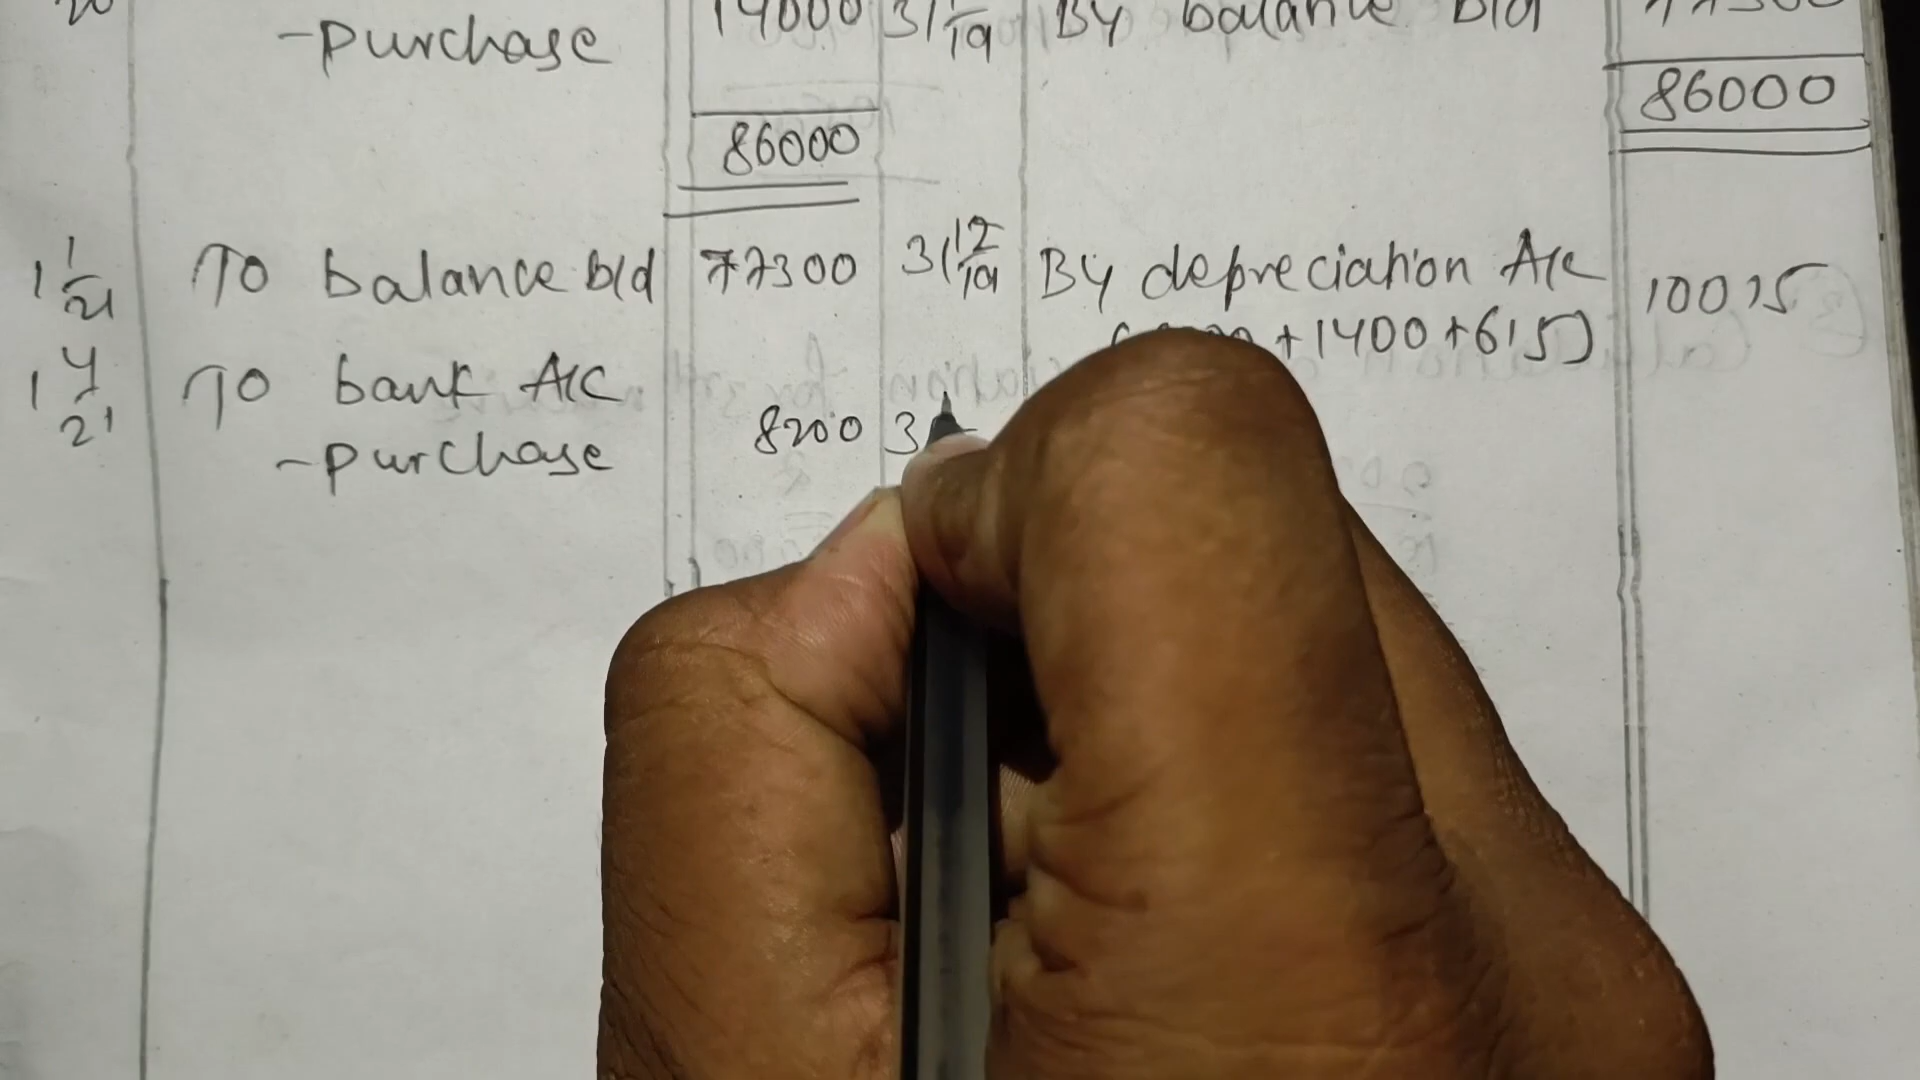 -purchase 14000 31/1/19 By balance b/d
86000
86000
1 1/21 To balance b/d 77300 31 12/19 By depreciation A/c 10015
+1400+615)
1 4/21 To bank A/C
-purchase 8200 3